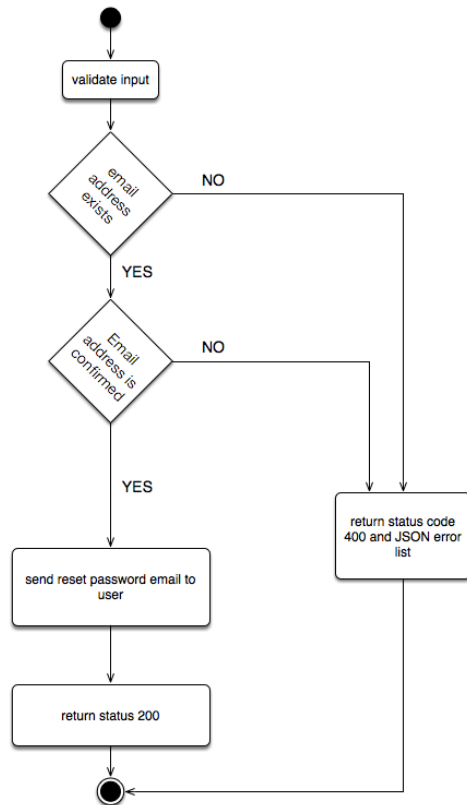 validate input
email
address
exists
NO
YES
Email
address is
confirmed
NO
YES
return status code
400 and JSON error
list
send reset password email to
user
return status 200